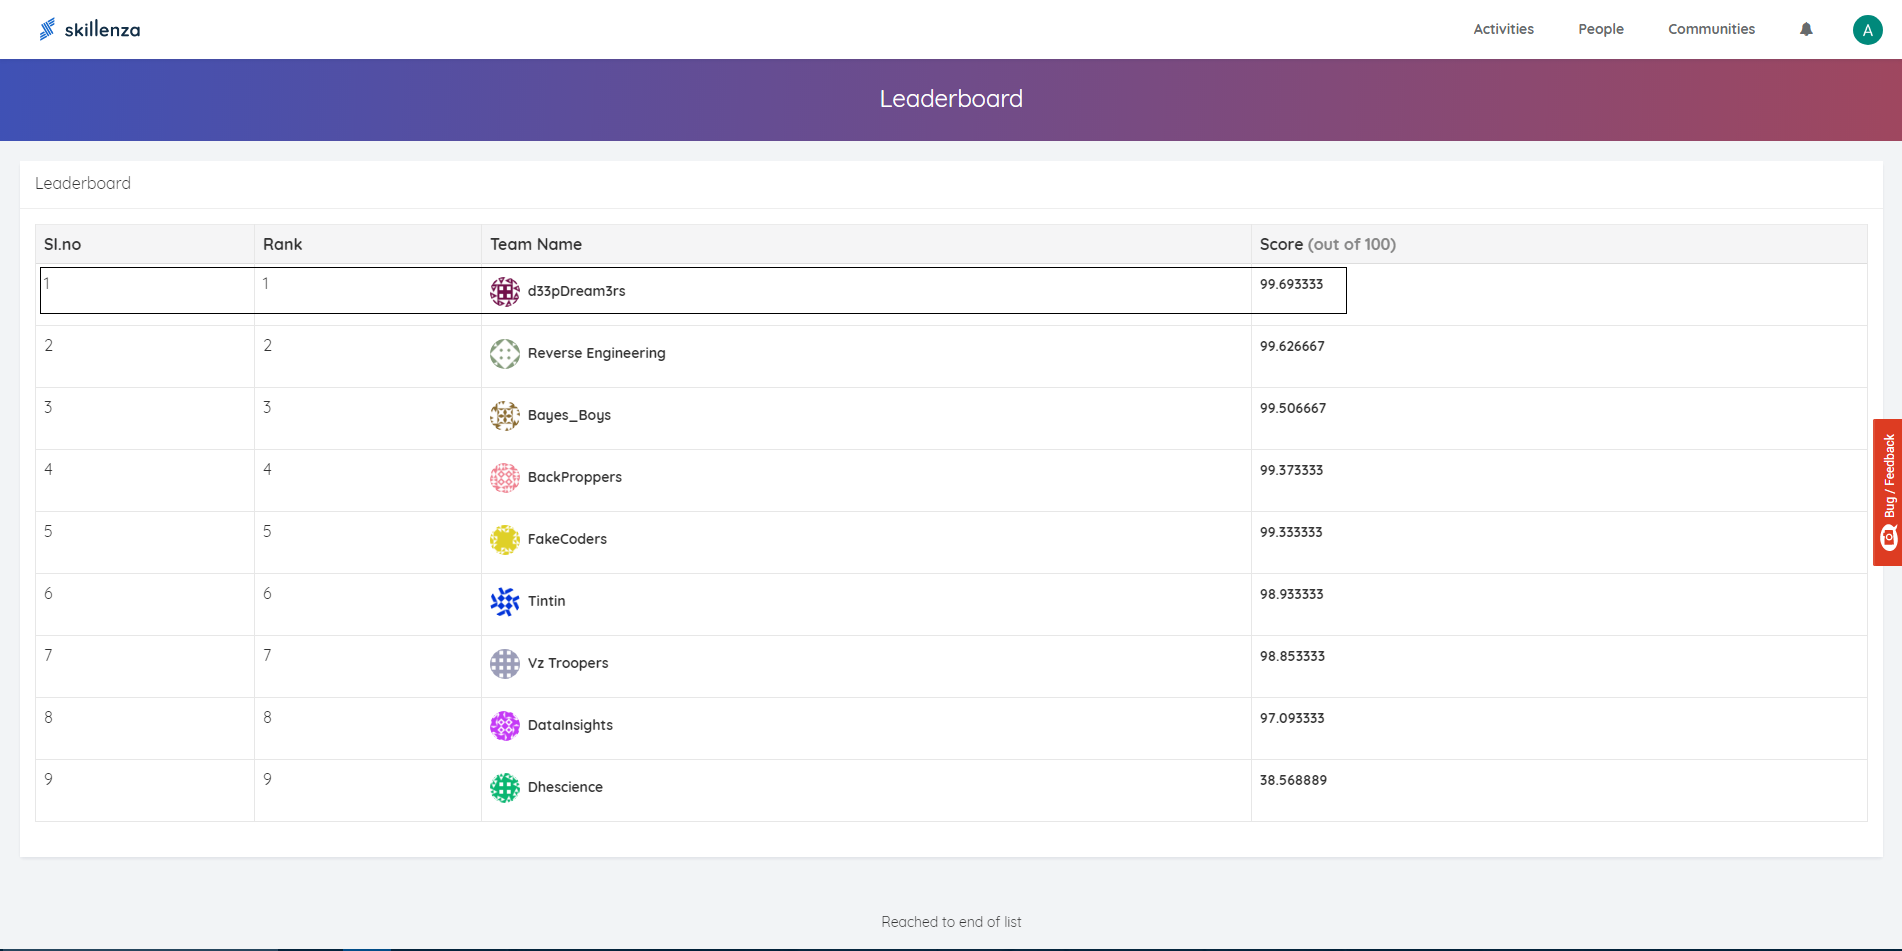 skillenza
Activities People Communities A
Leaderboard
Leaderboard
Sl.no Rank Team Name Score (out of 100)
1 1 d33pDream3rs 99.693333
2 2 Reverse Engineering 99.626667
3 3 Bayes_Boys 99.506667
4 4 BackProppers 99.373333
5 5 FakeCoders 99.333333
6 6 Tintin 98.933333
7 7 Vz Troopers 98.853333
8 8 DataInsights 97.093333
9 9 Dhescience 38.568889
Bug / Feedback
Reached to end of list